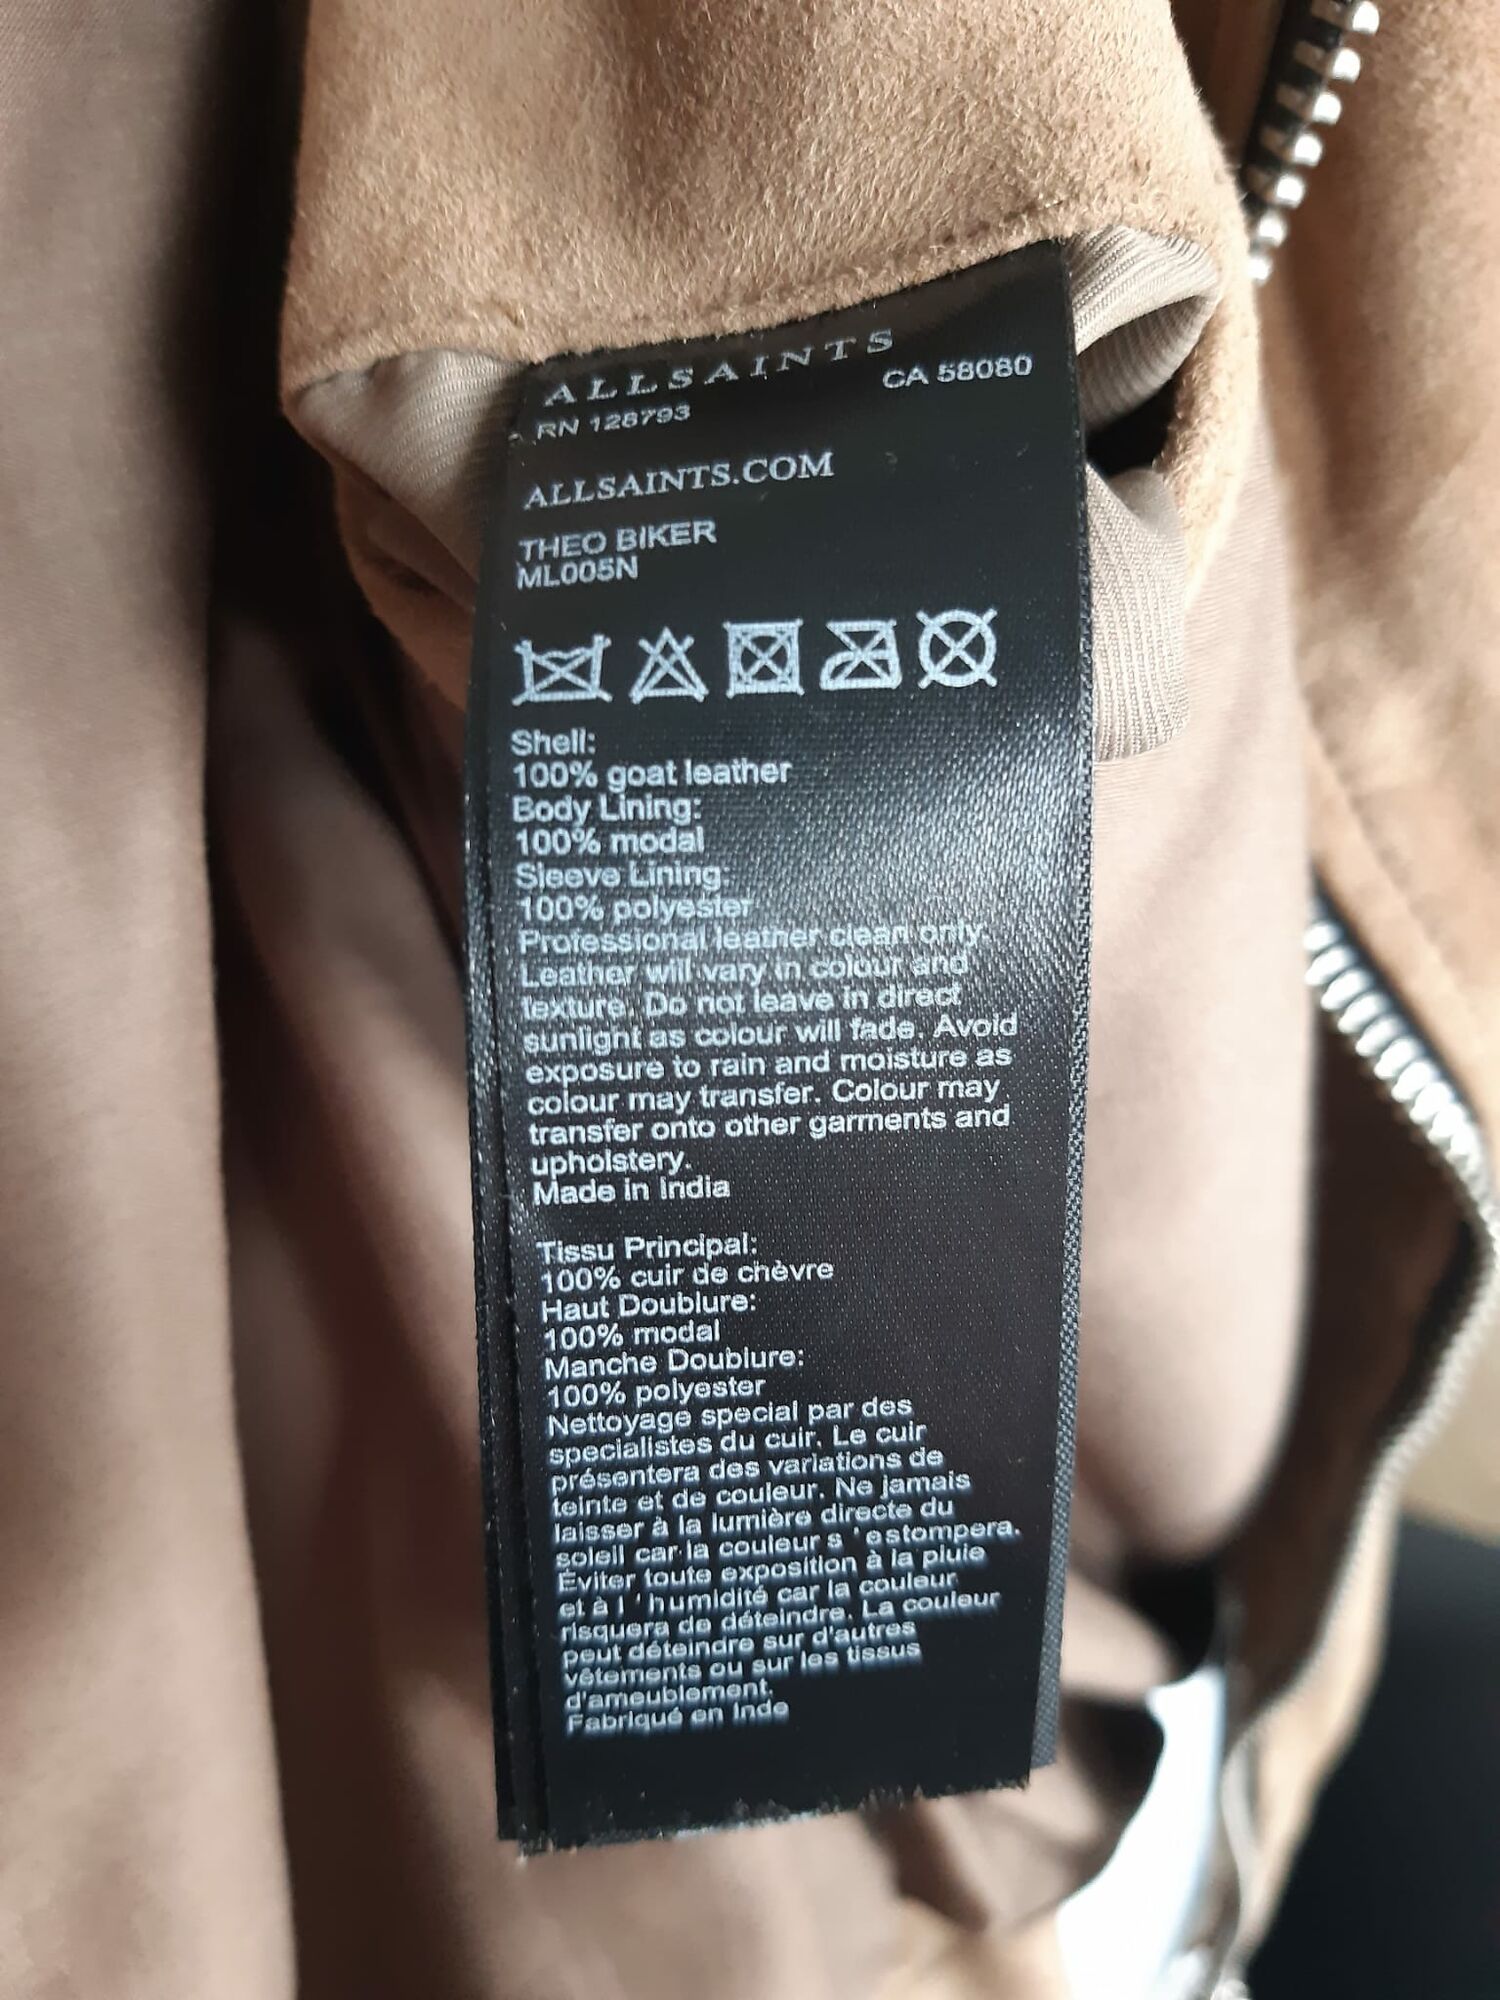 ALLSAINTS
RN 128793 CA 58080
ALLSAINTS.COM
THEO BIKER
ML005N
Shell:
100% goat leather
Body Lining:
100% modal
Sleeve Lining:
100% polyester
Professional leather clean only.
Leather will vary in colour and
texture. Do not leave in direct
sunlight as colour will fade. Avoid
exposure to rain and moisture as
colour may transfer. Colour may
transfer onto other garments and
upholstery.
Made in India
Tissu Principal:
100% cuir de chèvre
Haut Doublure:
100% modal
Manche Doublure:
100% polyester
Nettoyage special par des
specialistes du cuir. Le cuir
présentera des variations de
teinte et de couleur. Ne jamais
laisser à la lumière directe du
soleil car la couleur s ' estompera.
Éviter toute exposition à la pluie
et à l ' humidité car la couleur
risquera de déteindre. La couleur
peut déteindre sur d'autres
vêtements ou sur les tissus
d'ameublement.
Fabriqué en Inde